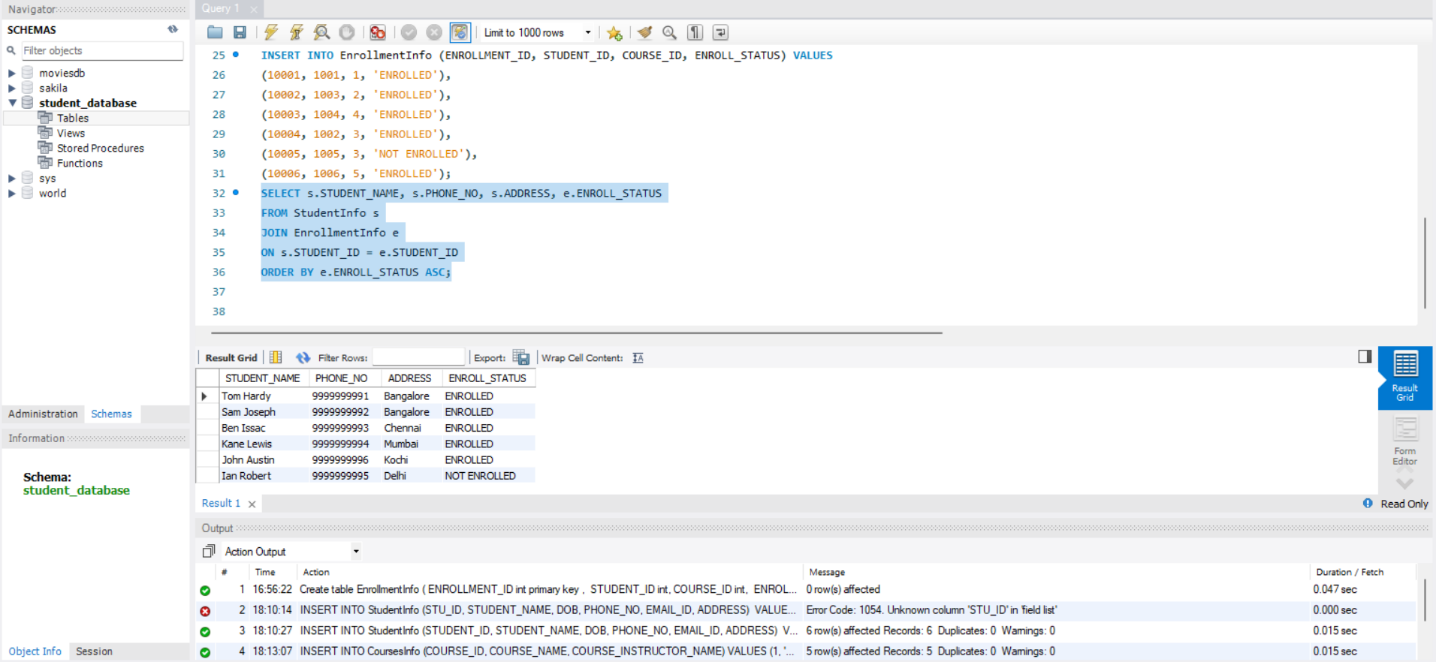 Navigator
SCHEMAS
Filter objects
moviesdb
sakila
student_database
Tables
Views
Stored Procedures
Functions
sys
world
Administration Schemas
Information
Schema:
student_database
Object Info Session
Query 1
Limit to 1000 rows
25 INSERT INTO EnrollmentInfo (ENROLLMENT_ID, STUDENT_ID, COURSE_ID, ENROLL_STATUS) VALUES
26 (10001, 1001, 1, 'ENROLLED'),
27 (10002, 1003, 2, 'ENROLLED'),
28 (10003, 1004, 4, 'ENROLLED'),
29 (10004, 1002, 3, 'ENROLLED'),
30 (10005, 1005, 3, 'NOT ENROLLED'),
31 (10006, 1006, 5, 'ENROLLED');
32 SELECT s.STUDENT_NAME, s.PHONE_NO, s.ADDRESS, e.ENROLL_STATUS
33 FROM StudentInfo s
34 JOIN EnrollmentInfo e
35 ON s.STUDENT_ID = e.STUDENT_ID
36 ORDER BY e.ENROLL_STATUS ASC;
37
38
Result Grid Filter Rows: Export: Wrap Cell Content: IA
STUDENT_NAME PHONE_NO ADDRESS ENROLL_STATUS
Tom Hardy 9999999991 Bangalore ENROLLED
Sam Joseph 9999999992 Bangalore ENROLLED
Ben Issac 9999999993 Chennai ENROLLED
Kane Lewis 9999999994 Mumbai ENROLLED
John Austin 9999999996 Kochi ENROLLED
Ian Robert 9999999995 Delhi NOT ENROLLED
Result
Grid
Form
Editor
Result 1
Read Only
Output
Action Output
# Time Action Message Duration / Fetch
1 16:56:22 Create table EnrollmentInfo ( ENROLLMENT_ID int primary key , STUDENT_ID int, COURSE_ID int, ENROL... 0 row(s) affected 0.047 sec
2 18:10:14 INSERT INTO StudentInfo (STU_ID, STUDENT_NAME, DOB, PHONE_NO, EMAIL_ID, ADDRESS) VALUE... Error Code: 1054. Unknown column 'STU_ID' in 'field list' 0.000 sec
3 18:10:27 INSERT INTO StudentInfo (STUDENT_ID, STUDENT_NAME, DOB, PHONE_NO, EMAIL_ID, ADDRESS) V... 6 row(s) affected Records: 6 Duplicates: 0 Warnings: 0 0.015 sec
4 18:13:07 INSERT INTO CoursesInfo (COURSE_ID, COURSE_NAME, COURSE_INSTRUCTOR_NAME) VALUES (1, '... 5 row(s) affected Records: 5 Duplicates: 0 Warnings: 0 0.015 sec